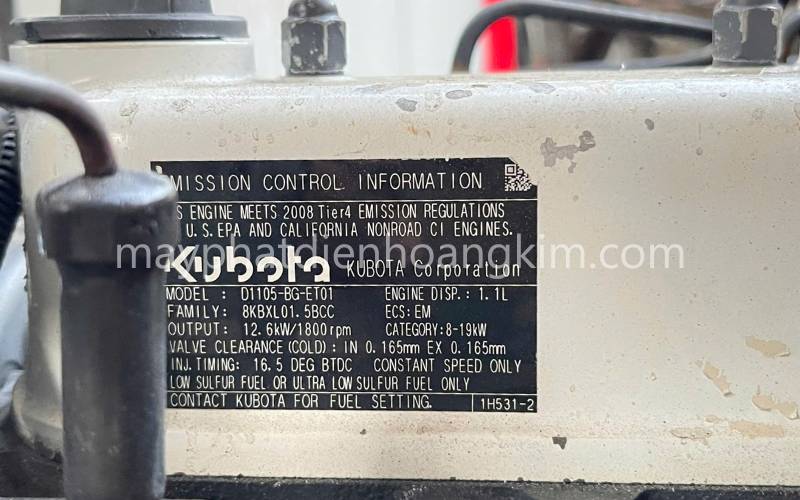 MISSION CONTROL INFORMATION
S ENGINE MEETS 2008 Tier4 EMISSION REGULATIONS
U.S. EPA AND CALIFORNIA NONROAD CI ENGINES.
mayphatdienhoangkim.com
Kubota KUBOTA Corporation
MODEL : D1105-BG-ET01 ENGINE DISP.: 1.1L
FAMILY: 8KBXL01.5BCC ECS: EM
OUTPUT: 12.6kW/1800rpm CATEGORY:8-19kW
VALVE CLEARANCE (COLD): IN 0.165mm EX 0.165mm
INJ. TIMING: 16.5 DEG BTDC CONSTANT SPEED ONLY
LOW SULFUR FUEL OR ULTRA LOW SULFUR FUEL ONLY
CONTACT KUBOTA FOR FUEL SETTING. 1H531-2